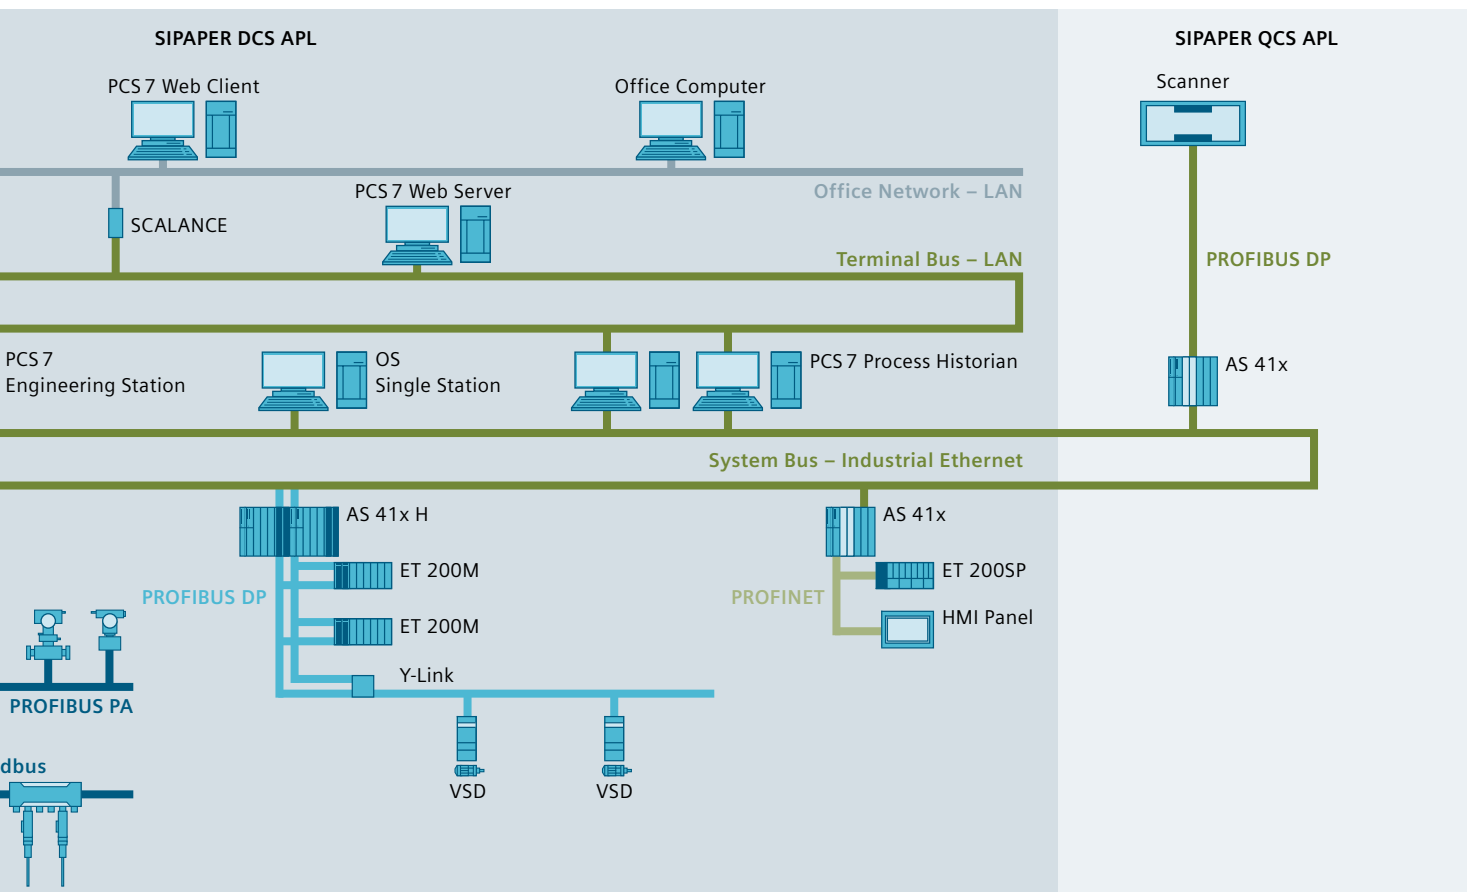 SIPAPER DCS APL
SIPAPER QCS APL
PCS 7 Web Client
Office Computer
Scanner
Office Network – LAN
PCS 7 Web Server
SCALANCE
Terminal Bus – LAN
PROFIBUS DP
PCS 7
Engineering Station
OS
Single Station
PCS 7 Process Historian
AS 41x
System Bus – Industrial Ethernet
AS 41x H
AS 41x
ET 200M
ET 200SP
PROFIBUS DP
PROFINET
HMI Panel
ET 200M
Y-Link
PROFIBUS PA
dbus
VSD
VSD